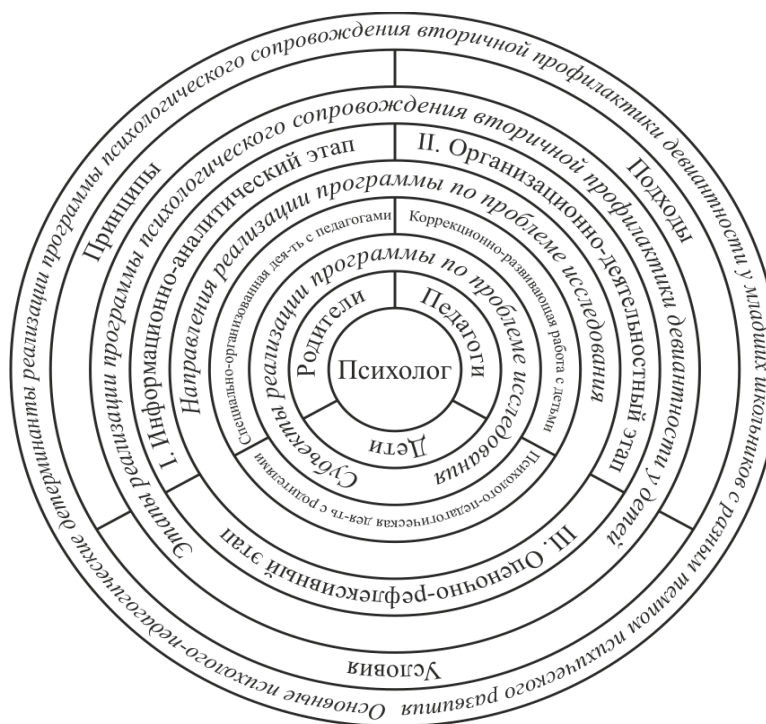 Основные психолого-педагогические детерминанты реализации программы психологического сопровождения вторичной профилактики девиантности у младших школьников с разным темпом психического развития
Принципы
Подходы
Условия
Этапы реализации программы психологического сопровождения вторичной профилактики девиантности у детей
I. Информационно-аналитический этап
II. Организационно-деятельностный этап
III. Оценочно-рефлексивный этап
Направления реализации программы по проблеме исследования
Специально-организованная дея-ть с педагогами
Коррекционно-развивающая работа с детьми
Психолого-педагогическая дея-ть с родителями
Субъекты реализации программы по проблеме исследования
Родители
Педагоги
Дети
Психолог